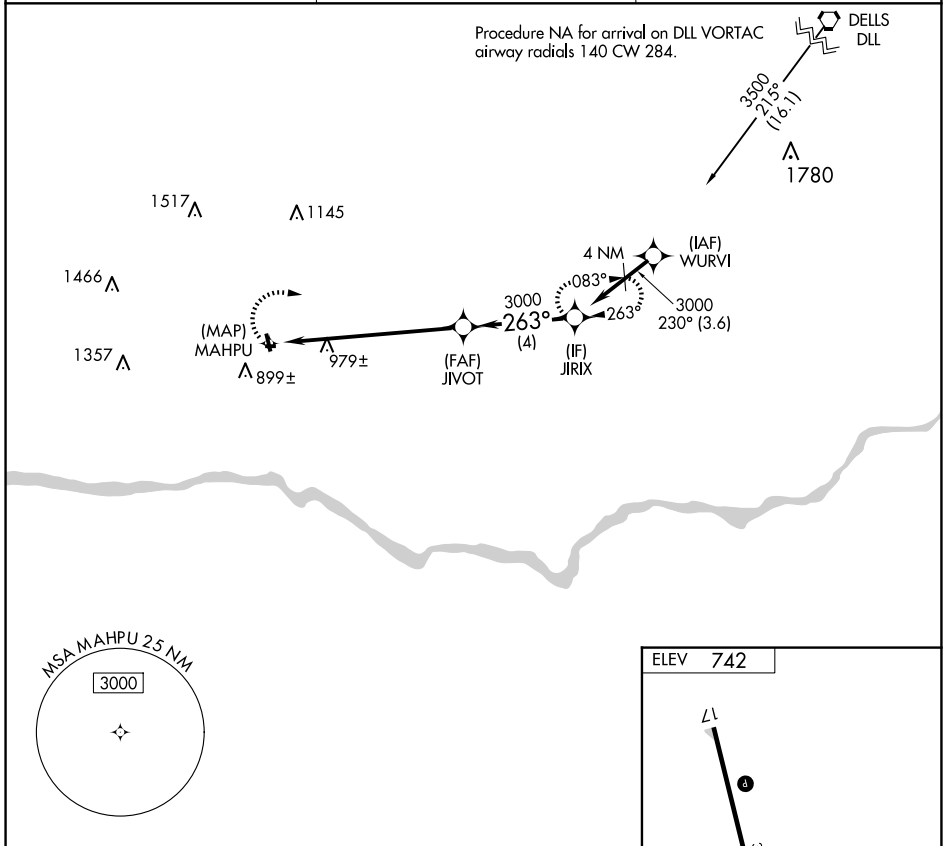 Procedure NA for arrival on DLL VORTAC
airway radials 140 CW 284.
DELLS
DLL
3500
215°
(16.1)
1780
1517
1145
(IAF)
WURVI
4 NM
1466
083°
3000
263°
(4)
263°
3000
230° (3.6)
(MAP)
MAHPU
1357
899±
979±
(FAF)
JIVOT
(IF)
JIRIX
MSA MAHPU 25 NM
3000
ELEV 742
17
P